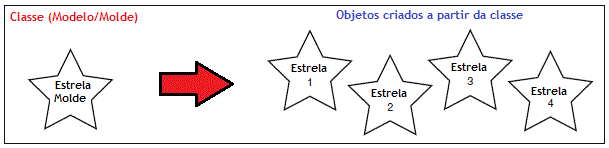 Classe (Modelo/Molde)
Objetos criados a partir da classe
Estrela
Molde
Estrela
1
Estrela
2
Estrela
3
Estrela
4